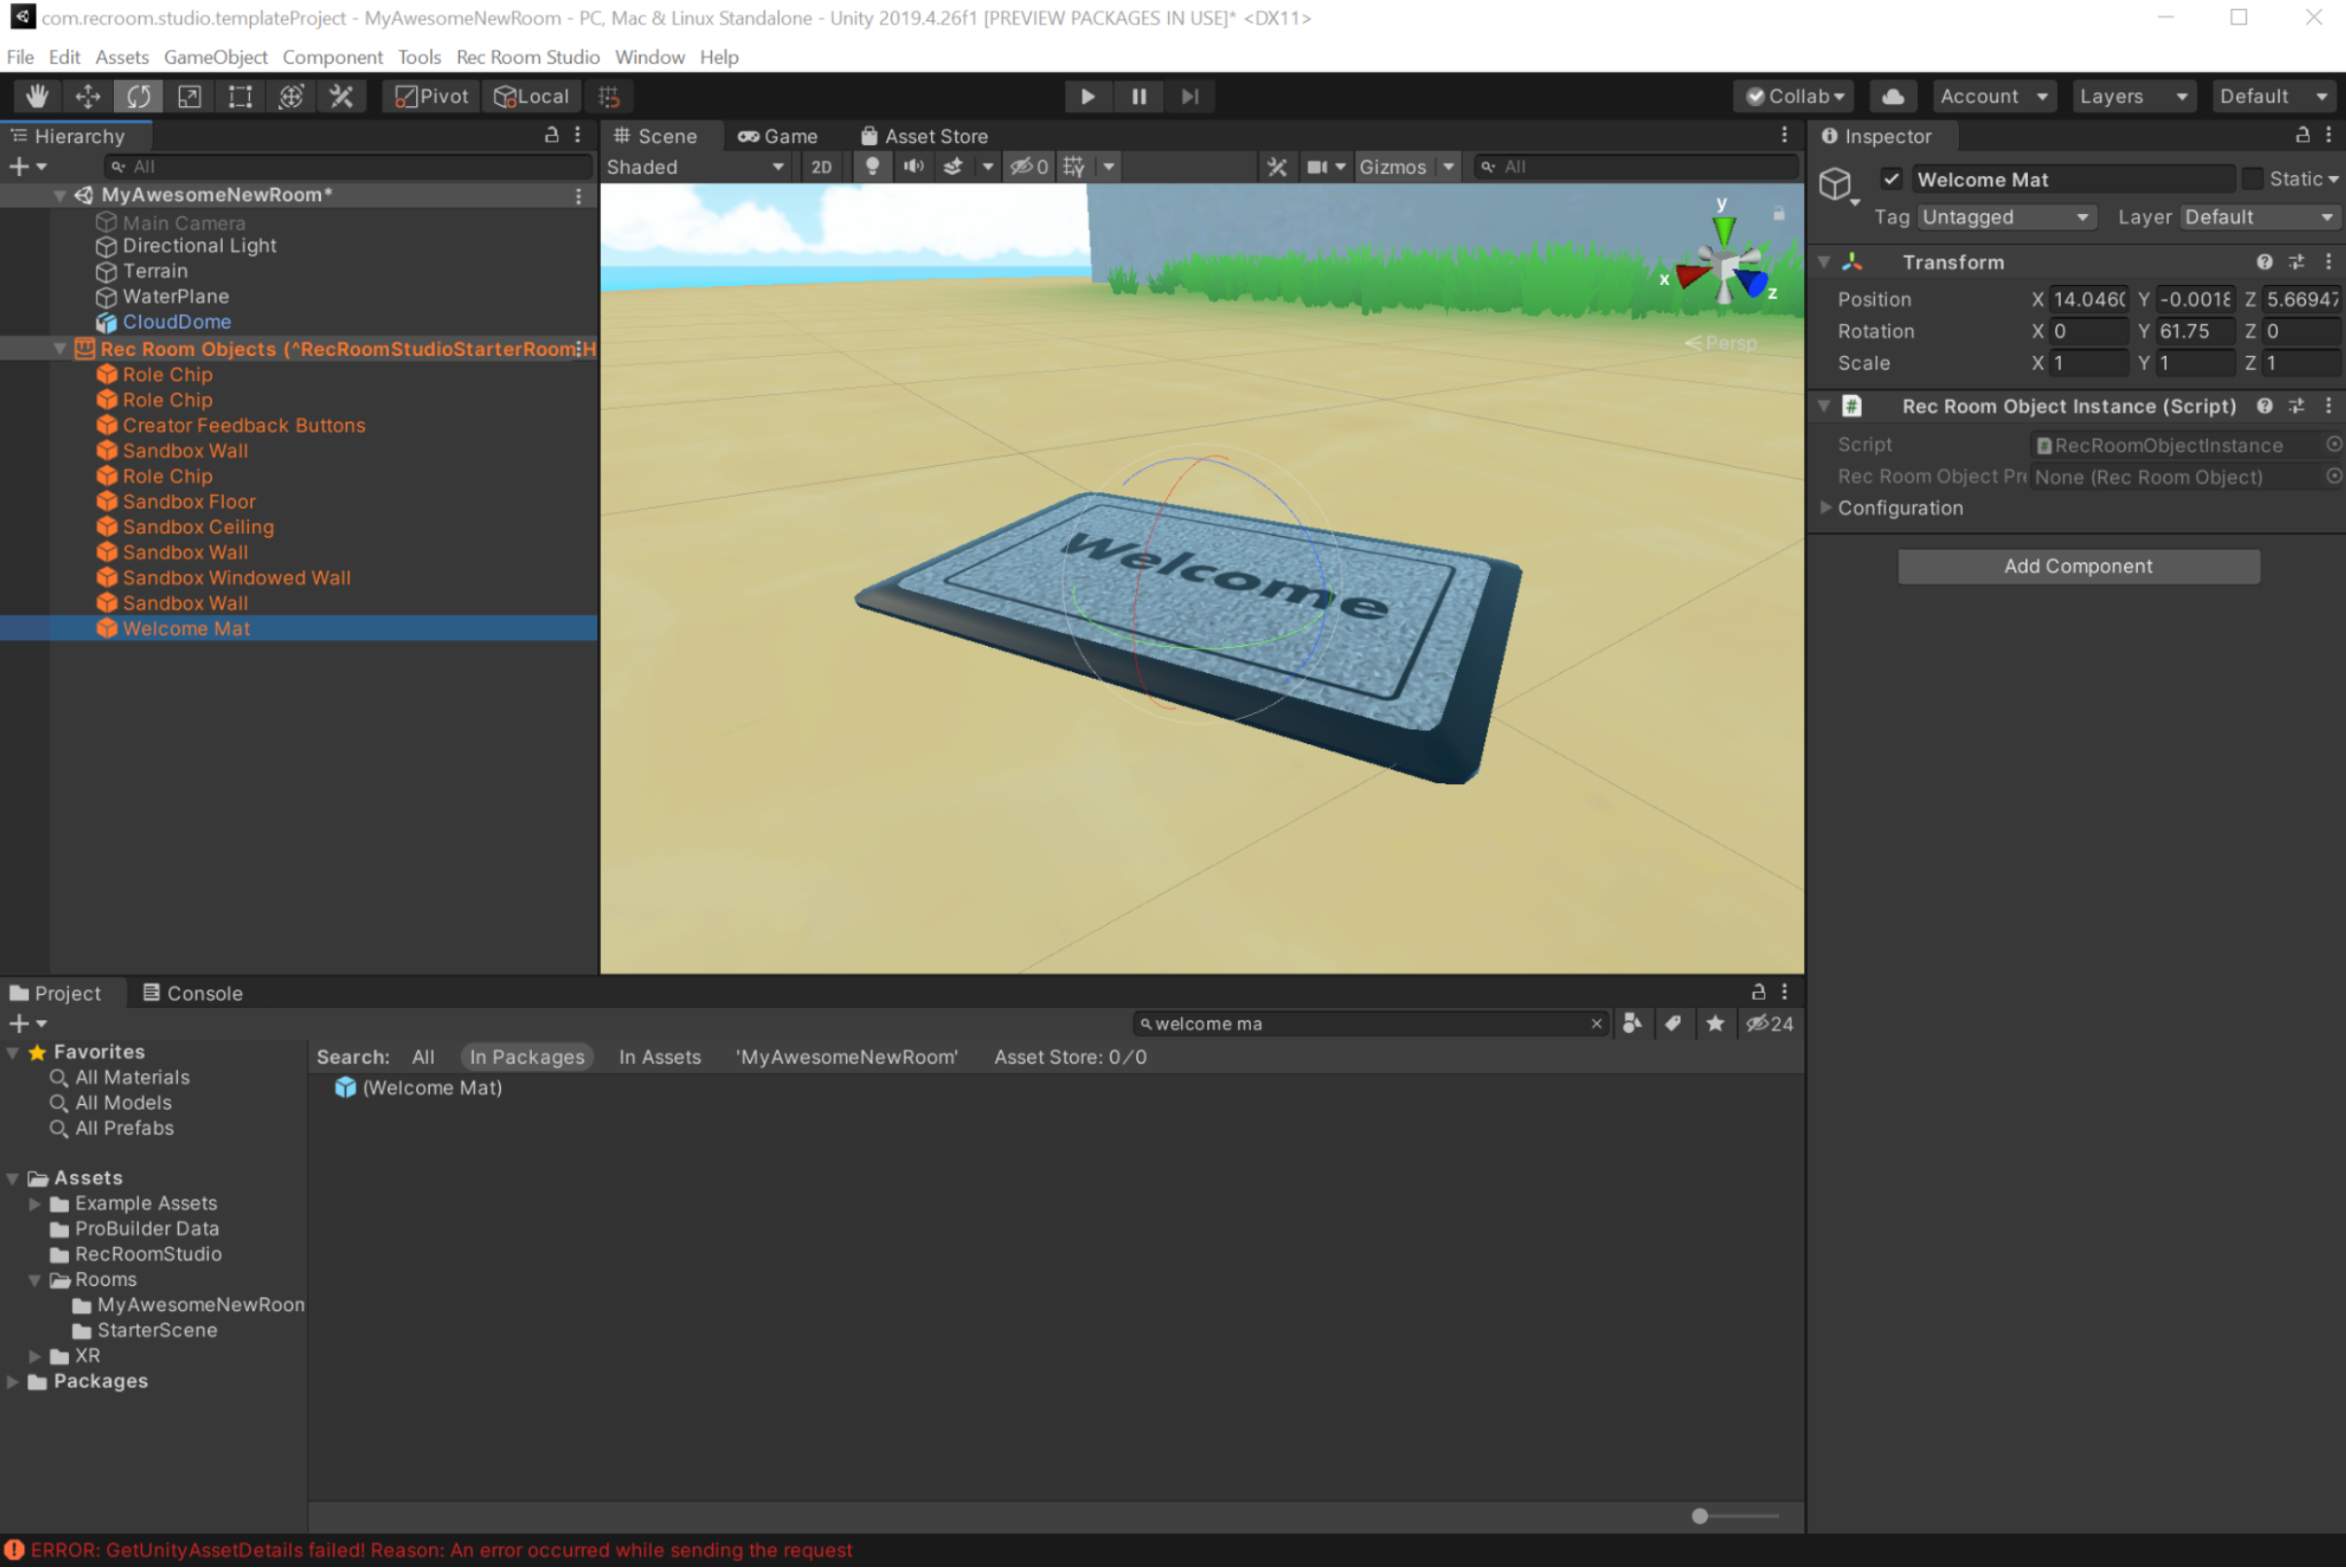 com.recroom.studio.templateProject - MyAwesomeNewRoom - PC, Mac & Linux Standalone - Unity 2019.4.26f1 [PREVIEW PACKAGES IN USE]* <DX11>
File Edit Assets GameObject Component Tools Rec Room Studio Window Help
Pivot Local Collab Account Layers Default
Hierarchy
All
MyAwesomeNewRoom*
Main Camera
Directional Light
Terrain
WaterPlane
CloudDome
Rec Room Objects (^RecRoomStudioStarterRoom:H
Role Chip
Role Chip
Creator Feedback Buttons
Sandbox Wall
Role Chip
Sandbox Floor
Sandbox Ceiling
Sandbox Wall
Sandbox Windowed Wall
Sandbox Wall
Welcome Mat
Scene Game Asset Store
Shaded 2D 0 Gizmos All
y
x z
Persp
Welcome
Inspector
Welcome Mat Static
Tag Untagged Layer Default
Transform
Position X 14.0460 Y -0.0018 Z 5.66947
Rotation X 0 Y 61.75 Z 0
Scale X 1 Y 1 Z 1
Rec Room Object Instance (Script)
Script RecRoomObjectInstance
Rec Room Object Pre None (Rec Room Object)
Configuration
Add Component
Project Console
welcome ma 24
Favorites
All Materials
All Models
All Prefabs
Assets
Example Assets
ProBuilder Data
RecRoomStudio
Rooms
MyAwesomeNewRoom
StarterScene
XR
Packages
Search: All In Packages In Assets 'MyAwesomeNewRoom' Asset Store: 0/0
(Welcome Mat)
ERROR: GetUnityAssetDetails failed! Reason: An error occurred while sending the request